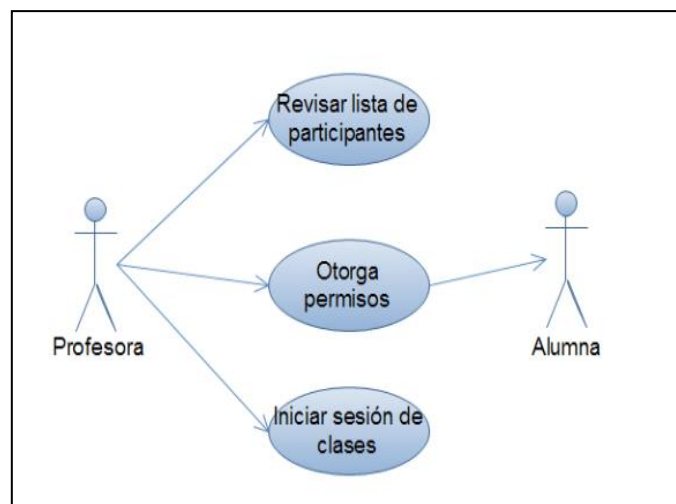 Revisar lista de
participantes
Otorga
permisos
Profesora
Alumna
Iniciar sesión de
clases